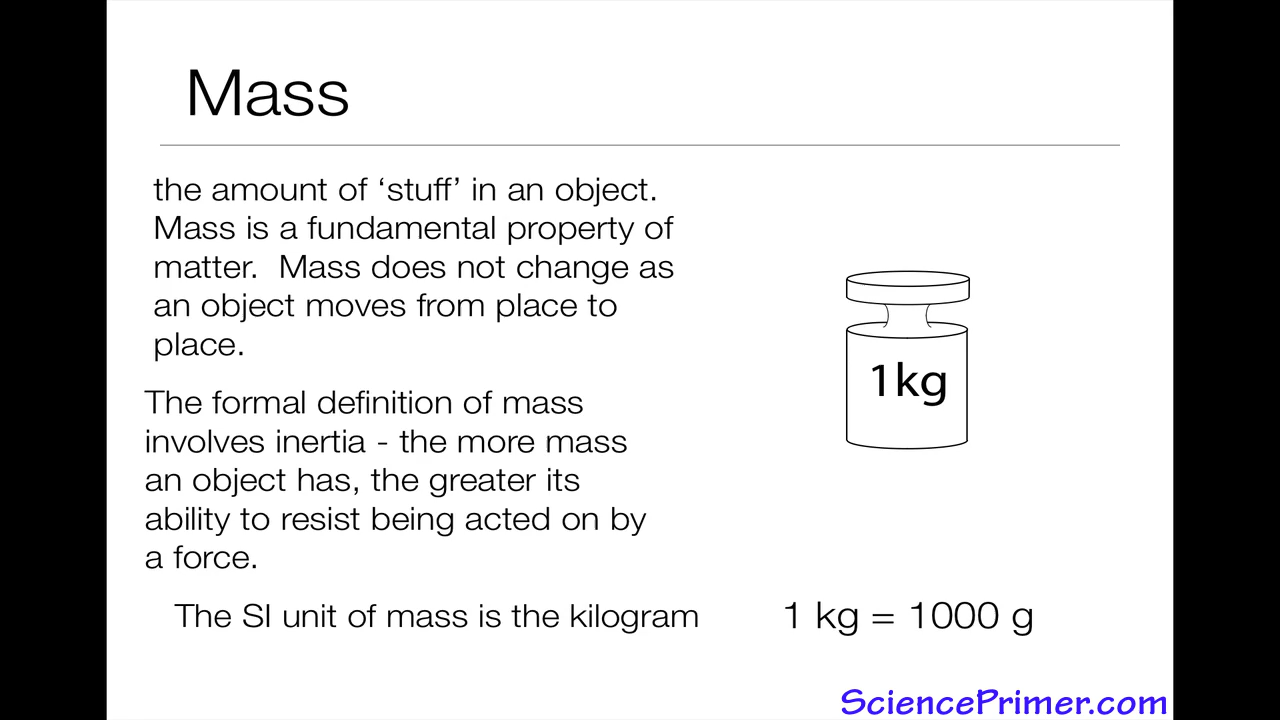 Mass
the amount of ‘stuff’ in an object.
Mass is a fundamental property of
matter.  Mass does not change as
an object moves from place to
place.
The formal definition of mass
involves inertia - the more mass
an object has, the greater its
ability to resist being acted on by
a force.
1kg
The SI unit of mass is the kilogram
1 kg = 1000 g
SciencePrimer.com